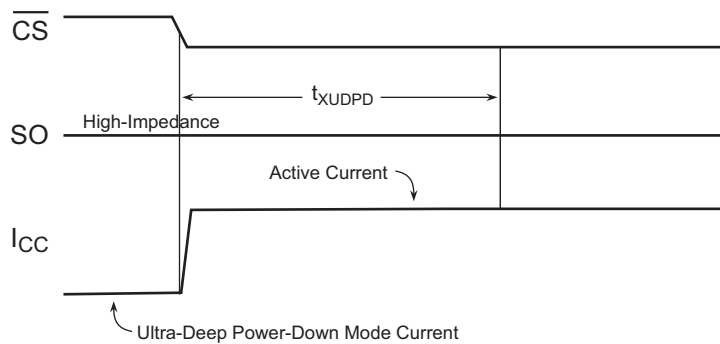 CS
tXUDPD
High-Impedance
SO
Active Current
ICC
Ultra-Deep Power-Down Mode Current